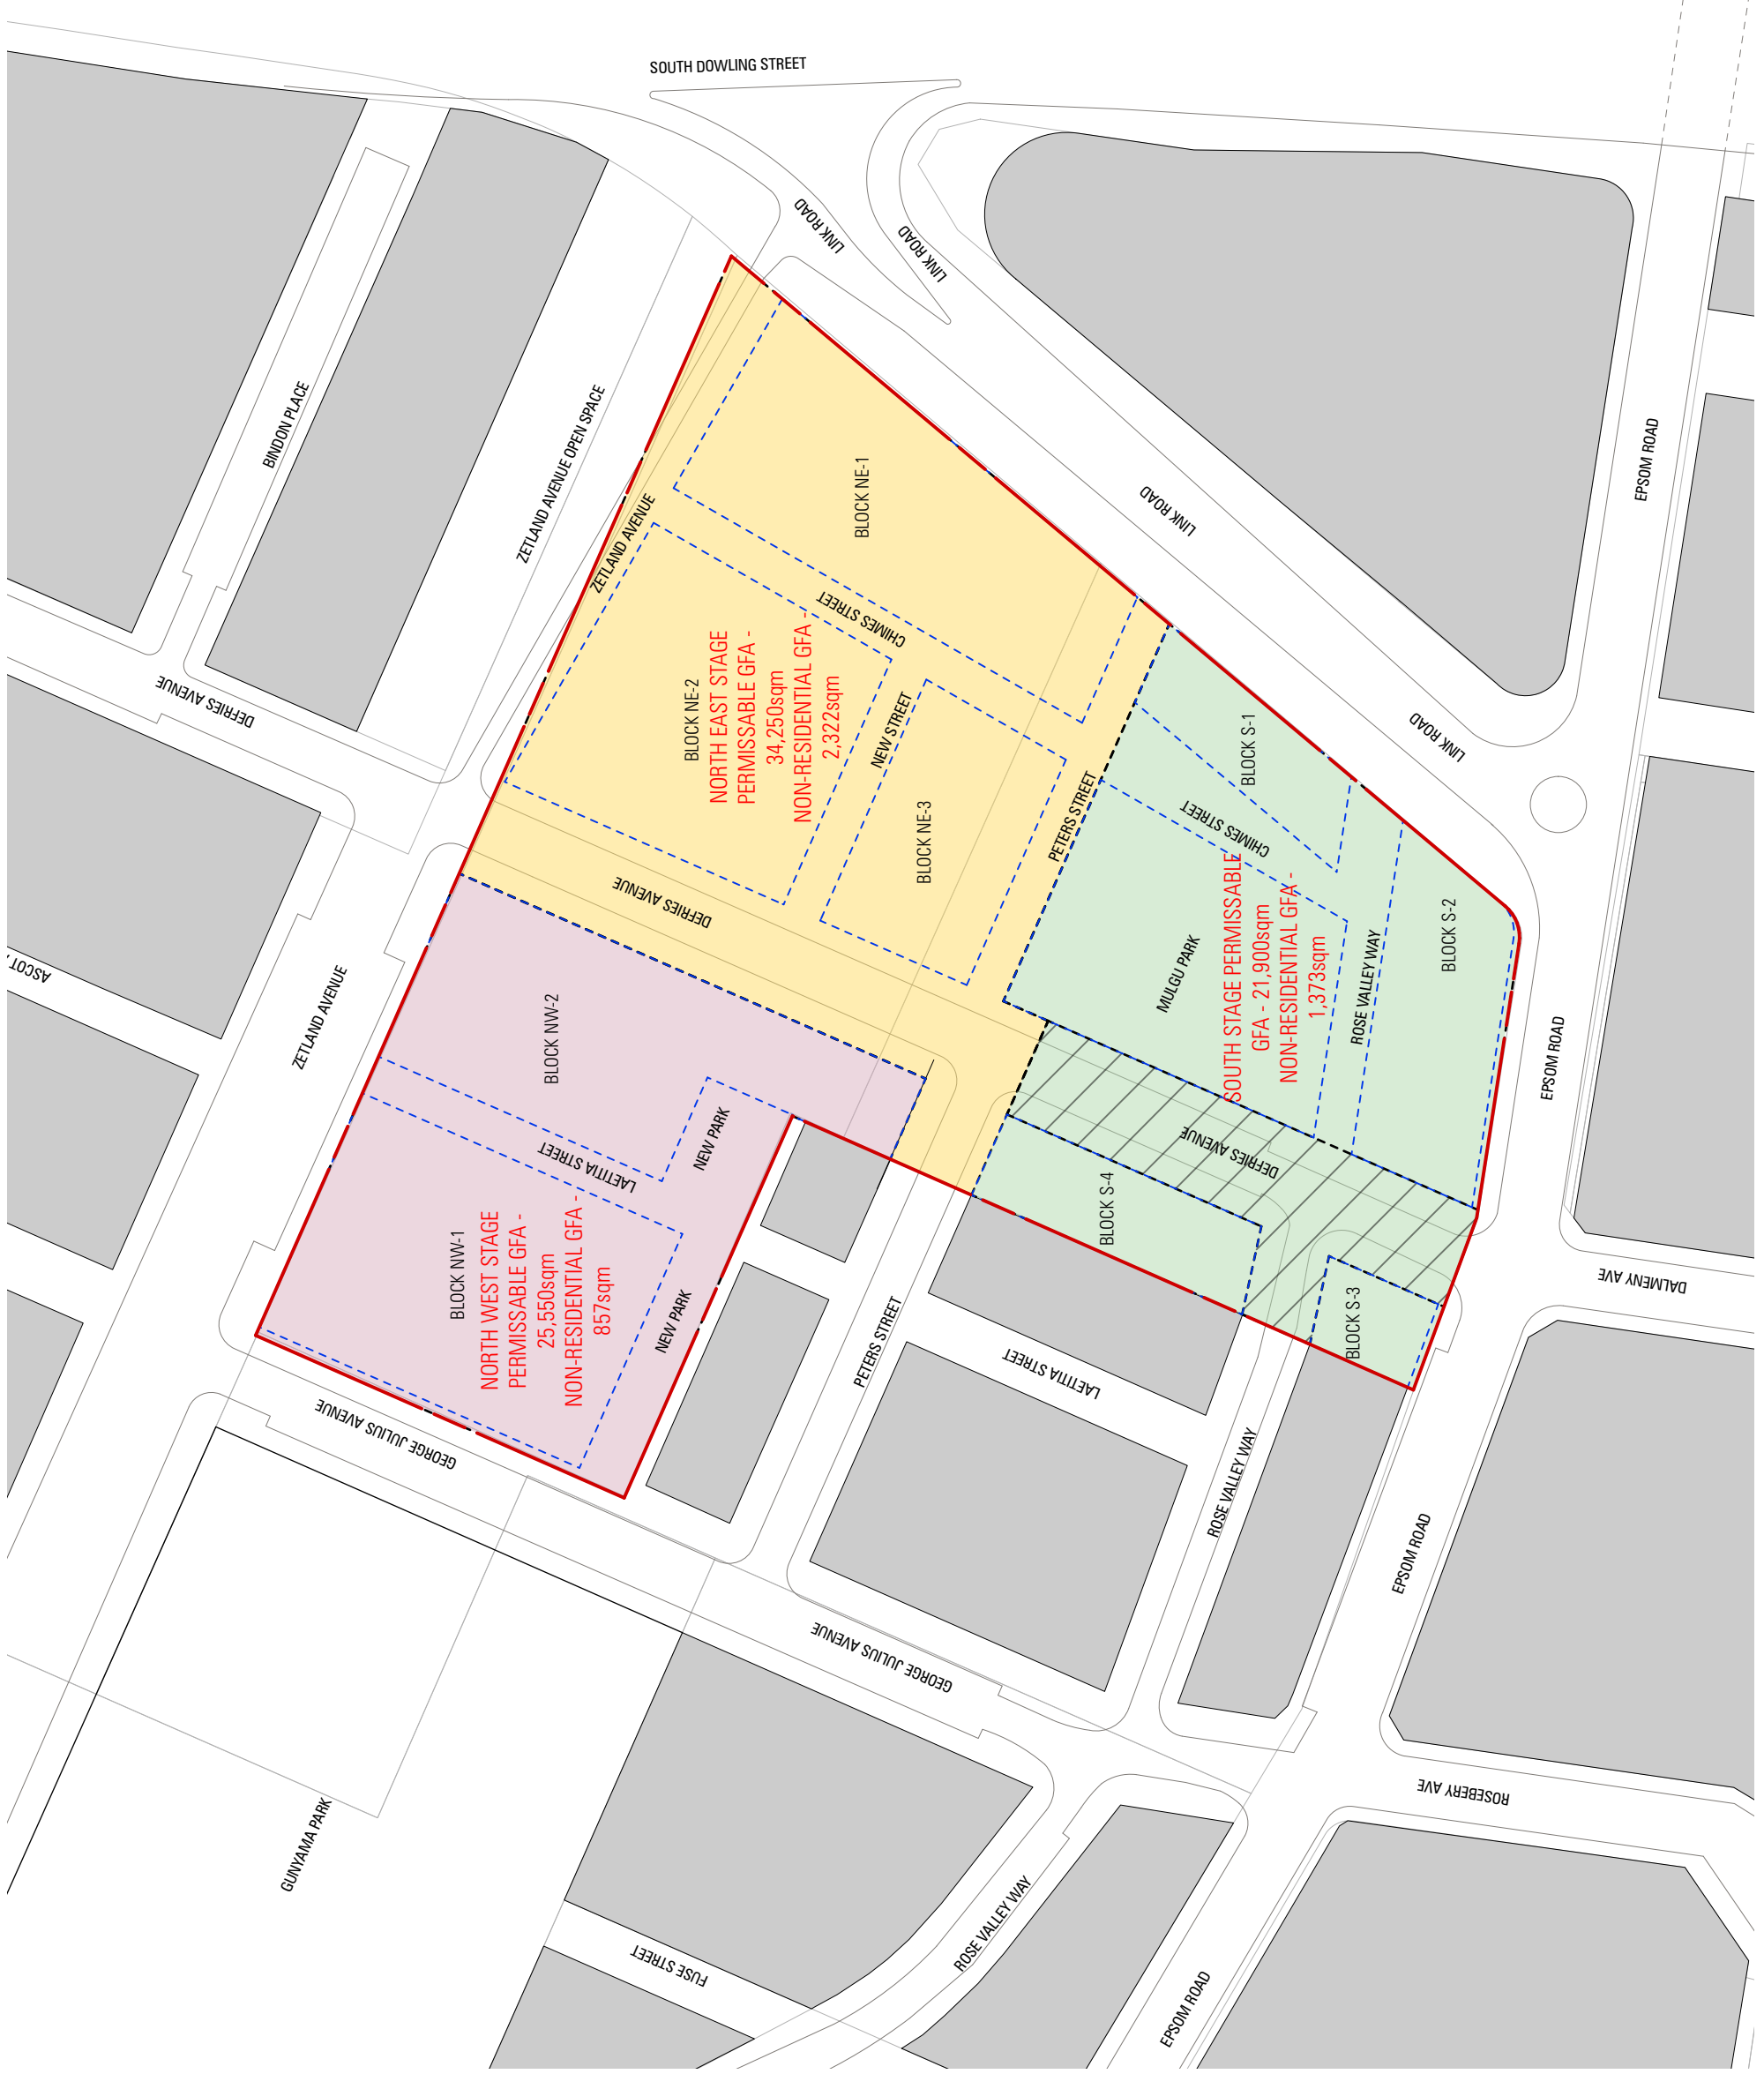 SOUTH DOWLING STREET
LINK ROAD
LINK ROAD
BINDON PLACE
ZETLAND AVENUE OPEN SPACE
EPSOM ROAD
LINK ROAD
BLOCK NE-1
ZETLAND AVENUE
CHIMES STREET
DEFRIES AVENUE
BLOCK NE-2
NORTH EAST STAGE
PERMISSABLE GFA -
34,250sqm
NON-RESIDENTIAL GFA -
2,322sqm
NEW STREET
BLOCK NE-3
PETERS STREET
BLOCK S-1
LINK ROAD
CHIMES STREET
DEFRIES AVENUE
MULGU PARK
SOUTH STAGE PERMISSABLE
GFA - 21,900sqm
NON-RESIDENTIAL GFA -
1,373sqm
ROSE VALLEY WAY
BLOCK S-2
ZETLAND AVENUE
BLOCK NW-2
EPSOM ROAD
NEW PARK
LAETITIA STREET
DEFRIES AVENUE
BLOCK S-4
BLOCK NW-1
NORTH WEST STAGE
PERMISSABLE GFA -
25,550sqm
NON-RESIDENTIAL GFA -
857sqm
NEW PARK
PETERS STREET
BLOCK S-3
DALMENY AVE
LAETITIA STREET
GEORGE JULIUS AVENUE
ROSE VALLEY WAY
EPSOM ROAD
GEORGE JULIUS AVENUE
ROSEBERY AVE
GUNYAMA PARK
ROSE VALLEY WAY
FUSE STREET
EPSOM ROAD